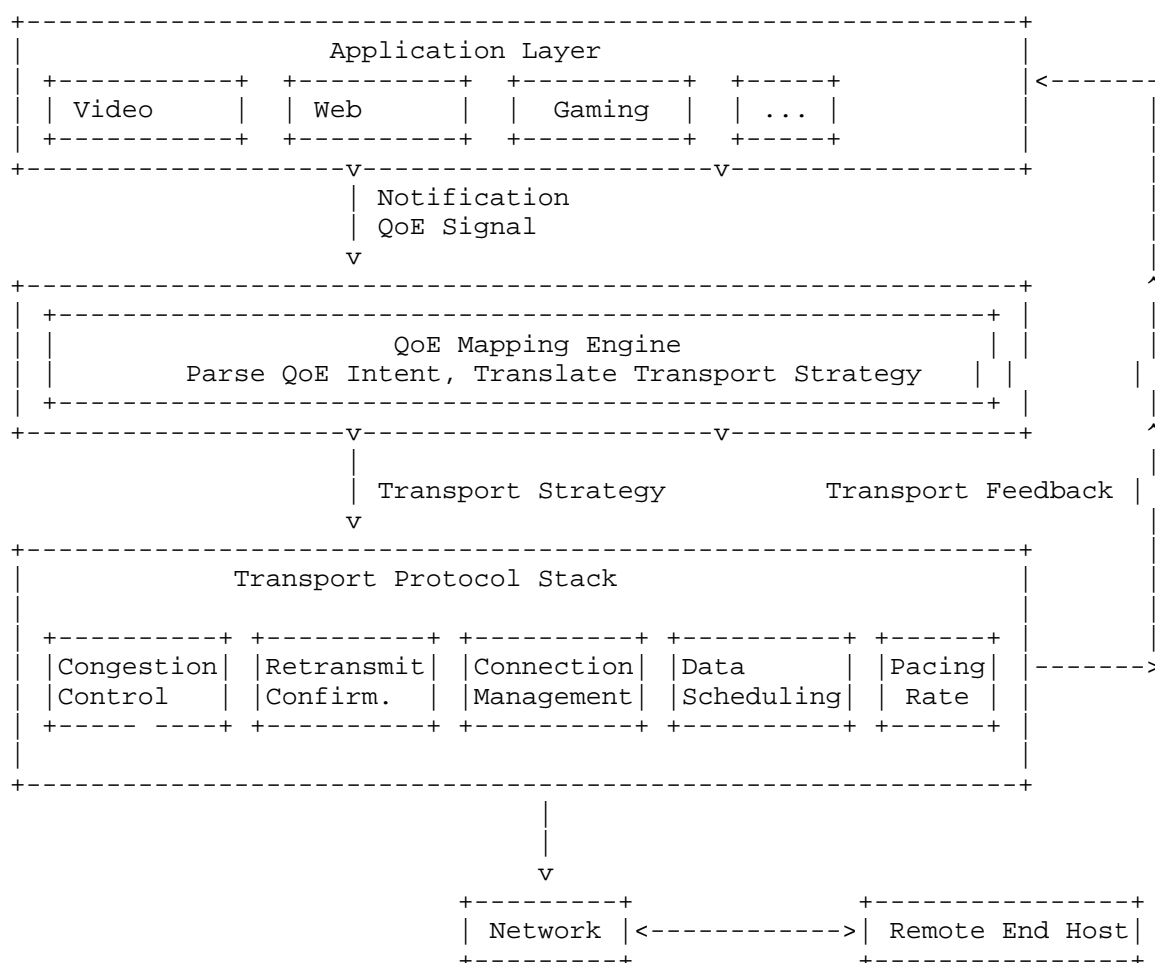 Application Layer
Video Web Gaming ...
Notification
QoE Signal
QoE Mapping Engine
Parse QoE Intent, Translate Transport Strategy
Transport Strategy Transport Feedback
Transport Protocol Stack
Congestion Retransmit Connection Data Pacing
Control Confirm. Management Scheduling Rate
Network Remote End Host